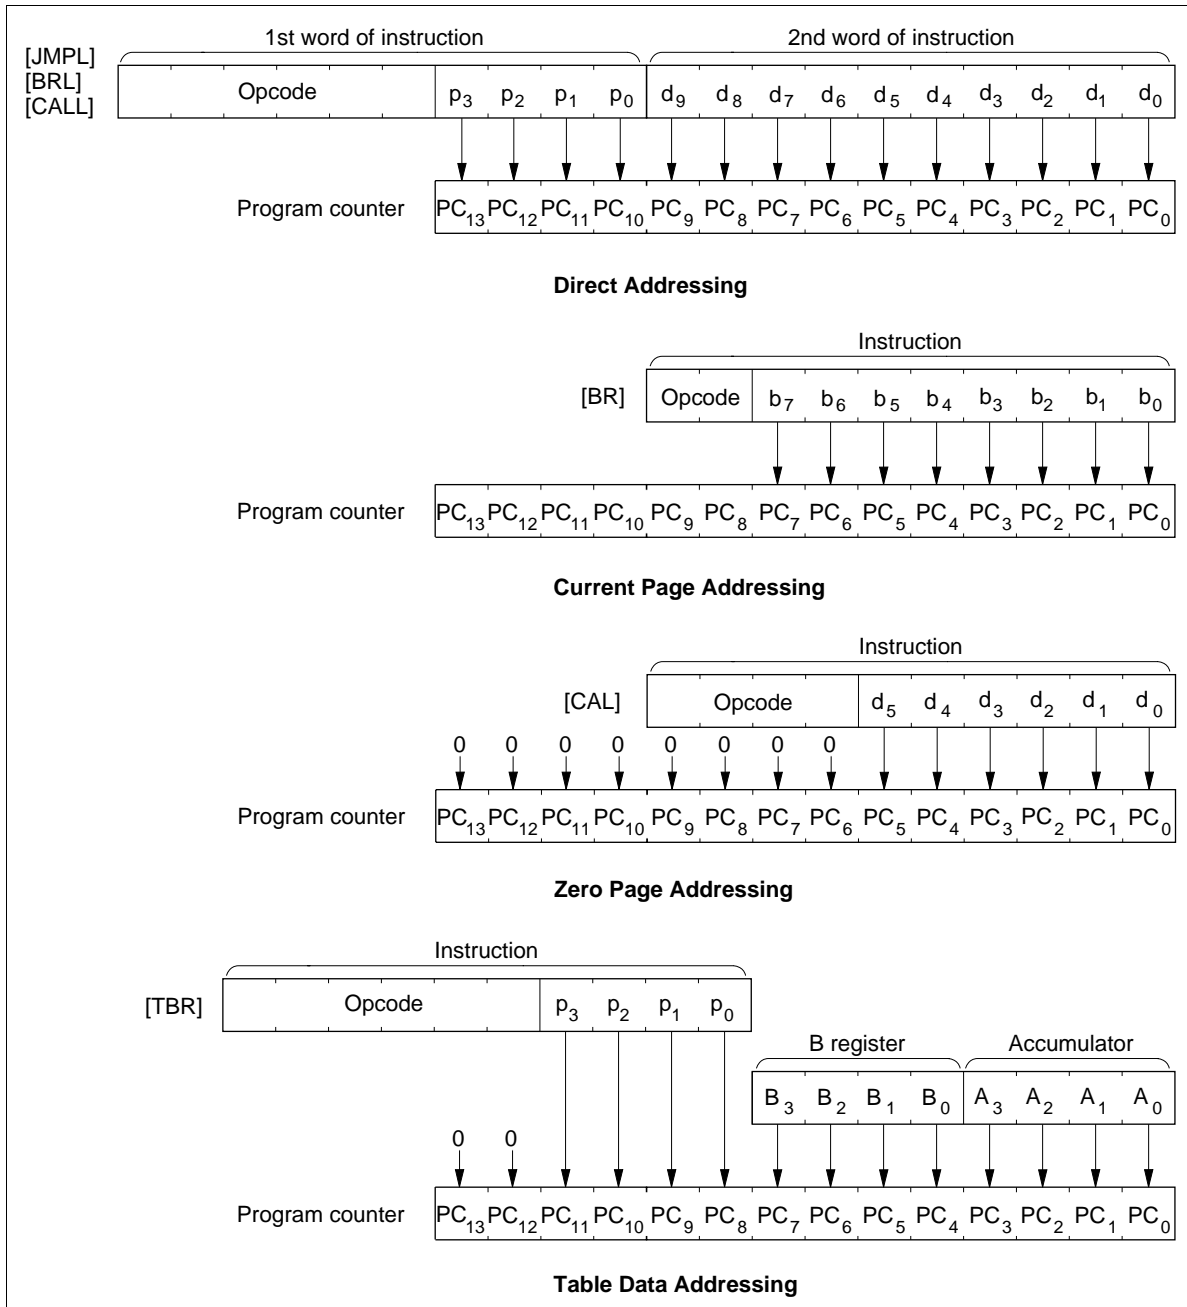 1st word of instruction 2nd word of instruction
[JMPL]
[BRL]
[CALL]
Opcode p3 p2 p1 p0 d9 d8 d7 d6 d5 d4 d3 d2 d1 d0
Program counter PC13 PC12 PC11 PC10 PC9 PC8 PC7 PC6 PC5 PC4 PC3 PC2 PC1 PC0
Direct Addressing
Instruction
[BR] Opcode b7 b6 b5 b4 b3 b2 b1 b0
Program counter PC13 PC12 PC11 PC10 PC9 PC8 PC7 PC6 PC5 PC4 PC3 PC2 PC1 PC0
Current Page Addressing
Instruction
[CAL] Opcode d5 d4 d3 d2 d1 d0
0 0 0 0 0 0 0 0
Program counter PC13 PC12 PC11 PC10 PC9 PC8 PC7 PC6 PC5 PC4 PC3 PC2 PC1 PC0
Zero Page Addressing
Instruction
[TBR] Opcode p3 p2 p1 p0
B register Accumulator
B3 B2 B1 B0 A3 A2 A1 A0
0 0
Program counter PC13 PC12 PC11 PC10 PC9 PC8 PC7 PC6 PC5 PC4 PC3 PC2 PC1 PC0
Table Data Addressing